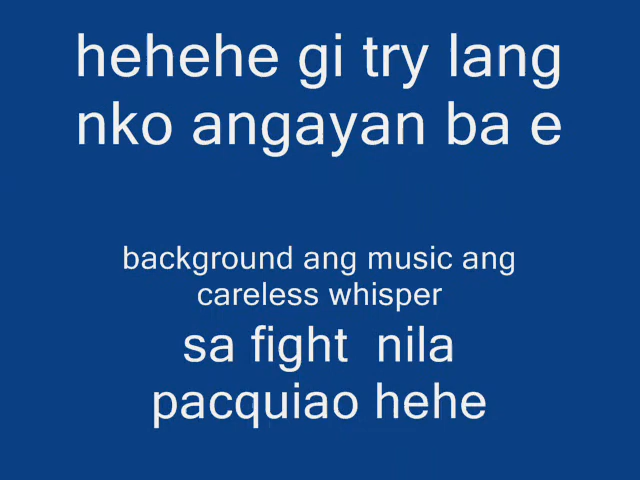 hehehe gi try lang
nko angayan ba e
background ang music ang
careless whisper
sa fight  nila
pacquiao hehe